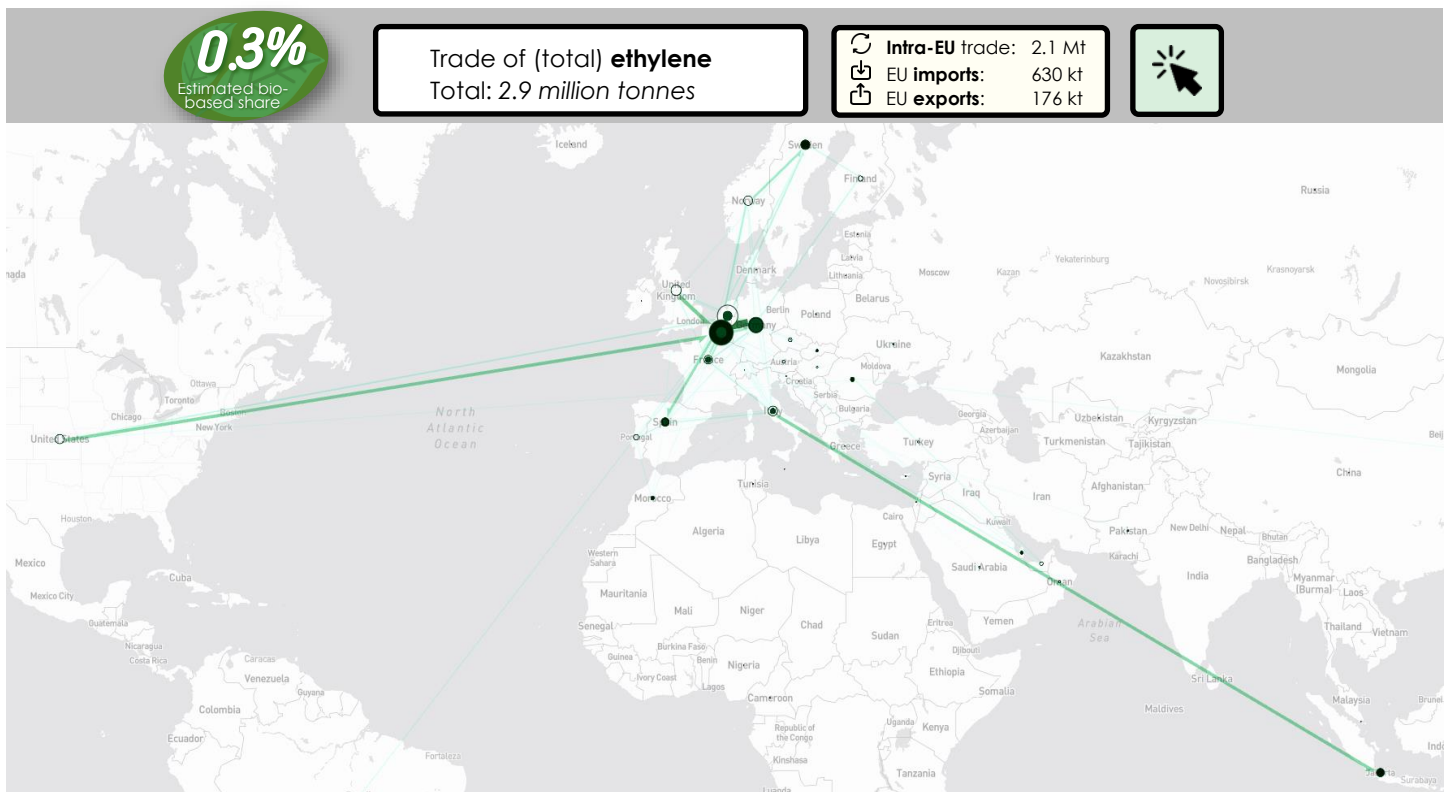 0.3%
Estimated bio-
based share
Trade of (total) ethylene
Total: 2.9 million tonnes
Intra-EU trade: 2.1 Mt
EU imports: 630 kt
EU exports: 176 kt
Iceland
Sweden
Finland
Norway
Russia
Estonia
Latvia
Lithuania
Denmark
Moscow
Kazan
Yekaterinburg
Novosibirsk
Krasnoyarsk
United
Kingdom
Belarus
London
Berlin
Poland
Ukraine
France
Austria
Moldova
Kazakhstan
Mongolia
Croatia
Serbia
Bulgaria
Ottawa
Toronto
Chicago
Boston
New York
United States
North
Atlantic
Ocean
Portugal
Spain
Greece
Turkey
Georgia
Azerbaijan
Uzbekistan
Kyrgyzstan
Turkmenistan
Tajikistan
China
Syria
Iraq
Iran
Afghanistan
Tunisia
Morocco
Houston
Algeria
Libya
Cairo
Egypt
Kuwait
Pakistan
Karachi
New Delhi
Nepal
Bhutan
Bangladesh
Mexico
Mexico City
Cuba
Western
Sahara
Saudi Arabia
Oman
India
Myanmar
(Burma)
Laos
Mauritania
Mali
Niger
Chad
Sudan
Eritrea
Yemen
Arabian
Sea
Thailand
Vietnam
Guatemala
Nicaragua
Costa Rica
Senegal
Guinea
Burkina Faso
Benin
Ivory Coast
Lagos
Nigeria
Djibouti
Ethiopia
Somalia
Sri Lanka
Maldives
Malaysia
Caracas
Venezuela
Guyana
Colombia
Ecuador
Fortaleza
Cameroon
Republic of
the Congo
Kinshasa
Uganda
Kenya
Tanzania
Luanda
Jakarta
Surabaya